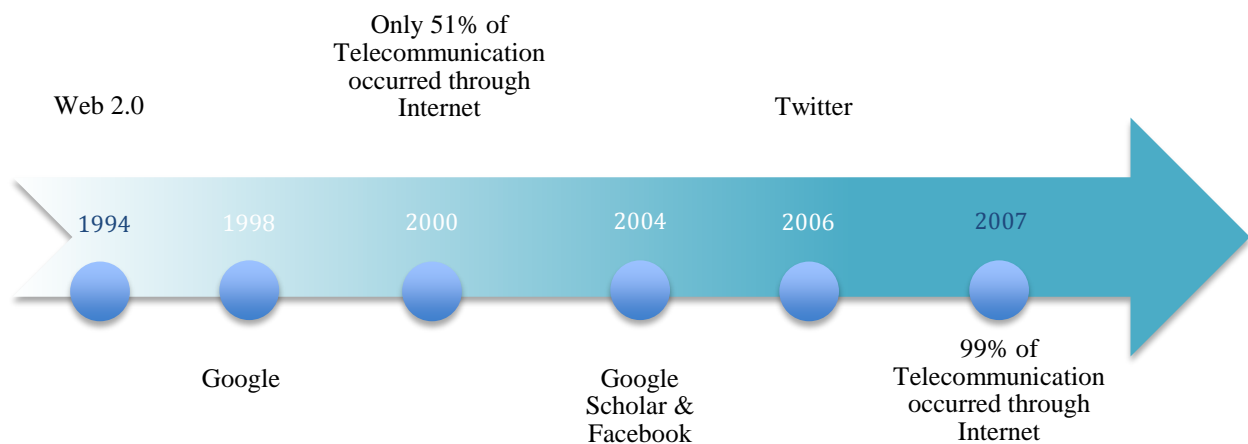 Only 51% of
Telecommunication
occurred through
Internet
Web 2.0
Twitter
1994
1998
2000
2004
2006
2007
Google
Google
Scholar &
Facebook
99% of
Telecommunication
occurred through
Internet